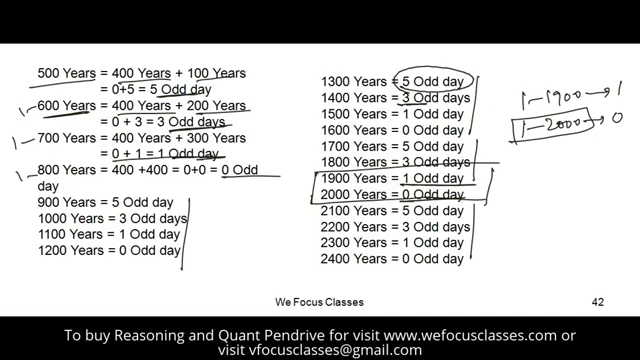 500 Years = 400 Years + 100 Years
= 0+5 = 5 Odd day
600 Years = 400 Years + 200 Years
= 0 + 3 = 3 Odd days
700 Years = 400 Years + 300 Years
= 0 + 1 = 1 Odd day
800 Years = 400 +400 = 0+0 = 0 Odd
day
900 Years = 5 Odd day
1000 Years = 3 Odd days
1100 Years = 1 Odd day
1200 Years = 0 Odd day
1300 Years = 5 Odd day
1400 Years = 3 Odd days
1500 Years = 1 Odd day
1600 Years = 0 Odd day
1700 Years = 5 Odd day
1800 Years = 3 Odd days
1900 Years = 1 Odd day
2000 Years = 0 Odd day
2100 Years = 5 Odd day
2200 Years = 3 Odd days
2300 Years = 1 Odd day
2400 Years = 0 Odd day
1-1900→1
1-2000→0
We Focus Classes
42
To buy Reasoning and Quant Pendrive for visit www.wefocusclasses.com or
visit vfocusclasses@gmail.com